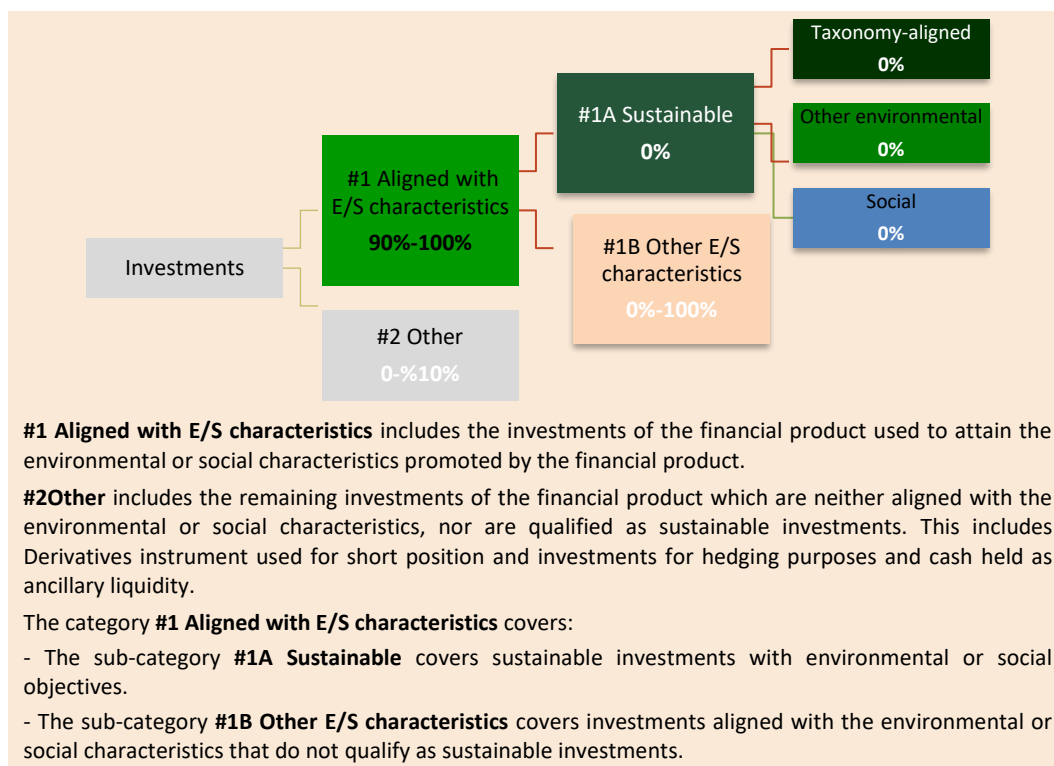 Taxonomy-aligned
0%
#1A Sustainable
0%
Other environmental
0%
#1 Aligned with
E/S characteristics
90%-100%
Social
0%
#1B Other E/S
characteristics
0%-100%
Investments
#2 Other
0-%10%
#1 Aligned with E/S characteristics includes the investments of the financial product used to attain the
environmental or social characteristics promoted by the financial product.
#2Other includes the remaining investments of the financial product which are neither aligned with the
environmental or social characteristics, nor are qualified as sustainable investments. This includes
Derivatives instrument used for short position and investments for hedging purposes and cash held as
ancillary liquidity.
The category #1 Aligned with E/S characteristics covers:
- The sub-category #1A Sustainable covers sustainable investments with environmental or social
objectives.
- The sub-category #1B Other E/S characteristics covers investments aligned with the environmental or
social characteristics that do not qualify as sustainable investments.